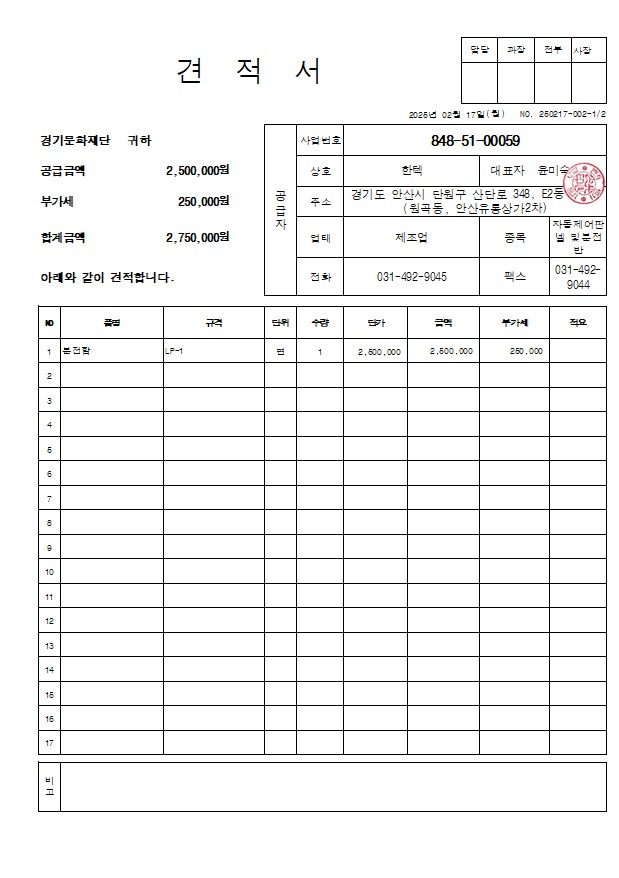 견 적 서
담당 과장 전무 사장
2025년 02월 17일(월) NO. 250217-002-1/2
경기문화재단 귀하
공급금액 2,500,000원
부가세 250,000원
합계금액 2,750,000원
아래와 같이 견적합니다.
공급자
사업번호 848-51-00059
상호 한텍 대표자 윤미숙
주소 경기도 안산시 단원구 산단로 348, E2동
(원곡동, 안산유통상가2차)
업태 제조업 종목 자동제어판
넬 및분전
반
전화 031-492-9045 팩스 031-492-
9044
NO 품명 규격 단위 수량 단가 금액 부가세 적요
1 분전함 LP-1 면 1 2,500,000 2,500,000 250,000
2
3
4
5
6
7
8
9
10
11
12
13
14
15
16
17
비고